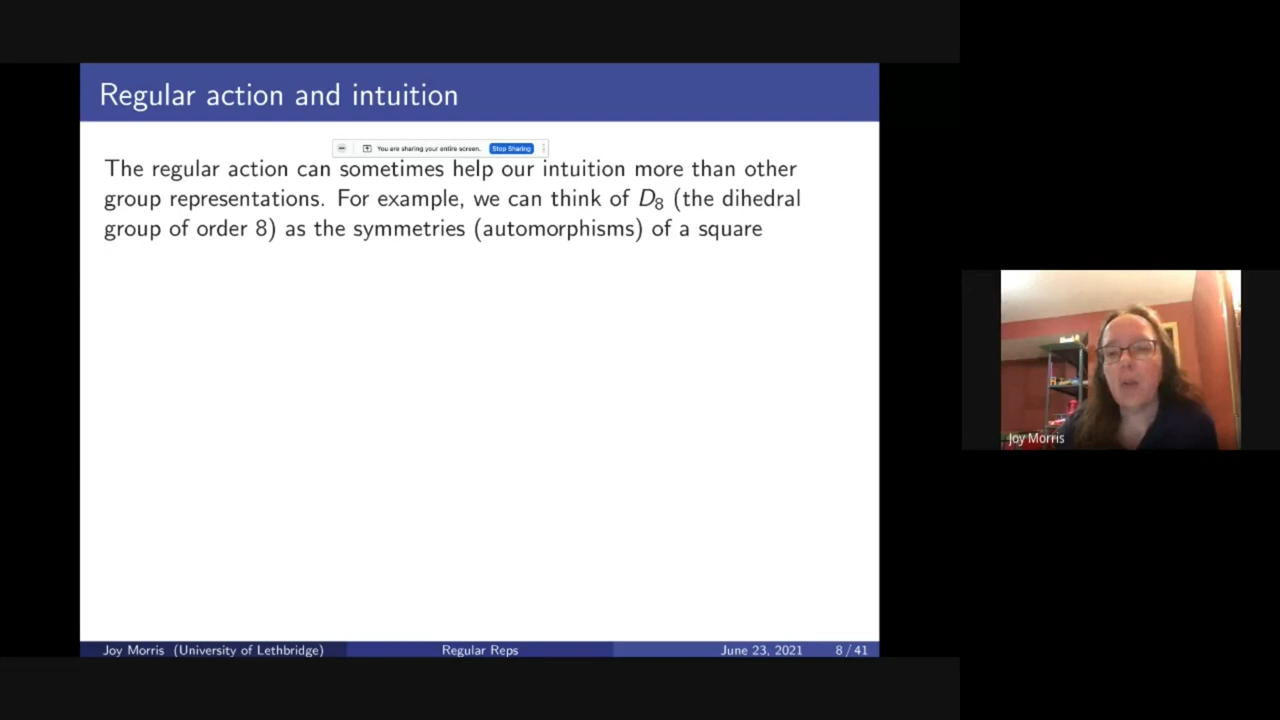 Regular action and intuition
You are sharing your entire screen. Stop Sharing
The regular action can sometimes help our intuition more than other
group representations. For example, we can think of D₈ (the dihedral
group of order 8) as the symmetries (automorphisms) of a square
Joy Morris
Joy Morris (University of Lethbridge) Regular Reps June 23, 2021 8 / 41